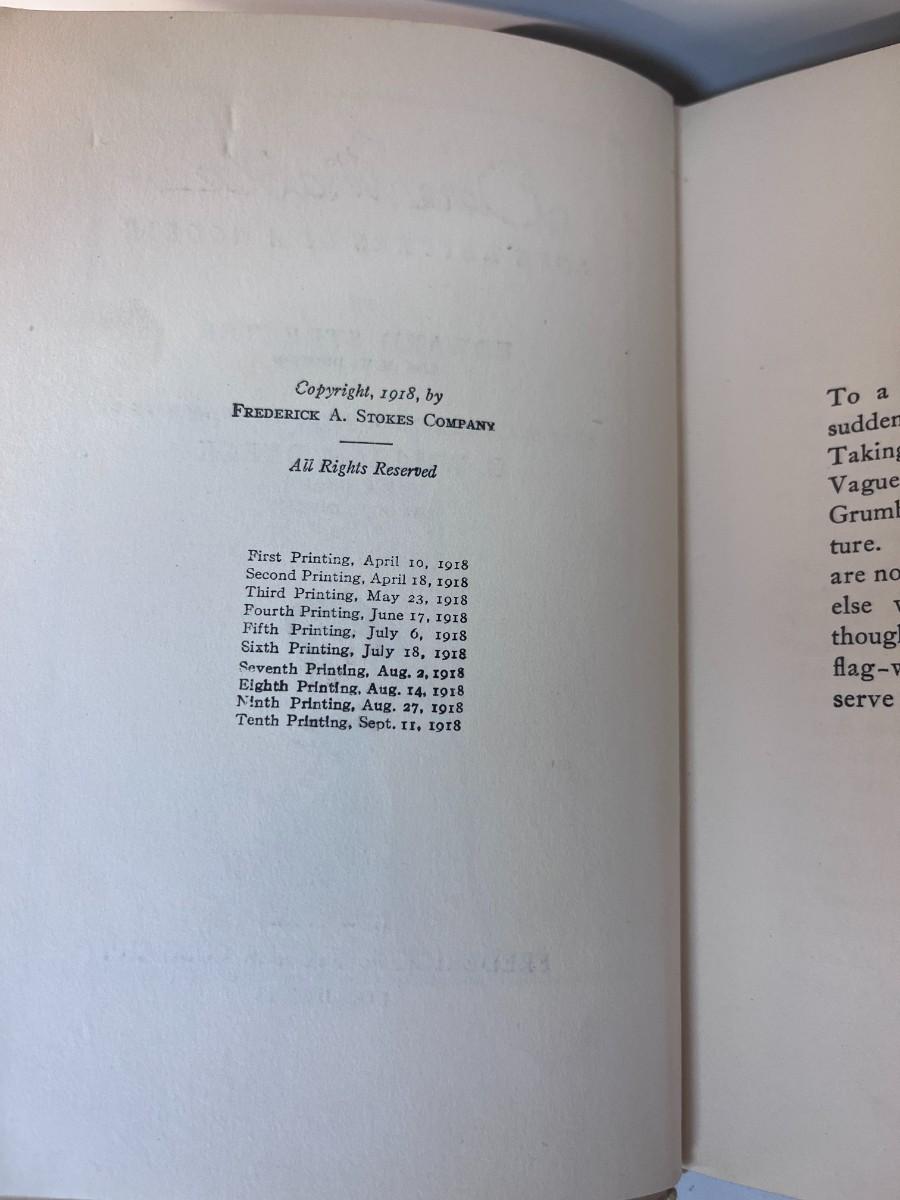 Copyright, 1918, by
FREDERICK A. STOKES COMPANY
All Rights Reserved
First Printing, April 10, 1918
Second Printing, April 18, 1918
Third Printing, May 23, 1918
Fourth Printing, June 17, 1918
Fifth Printing, July 6, 1918
Sixth Printing, July 18, 1918
Seventh Printing, Aug. 2, 1918
Eighth Printing, Aug. 14, 1918
Ninth Printing, Aug. 27, 1918
Tenth Printing, Sept. 11, 1918
To a
sudden
Taking
Vague
Grumb
ture.
are no
else
though
flag-
serve